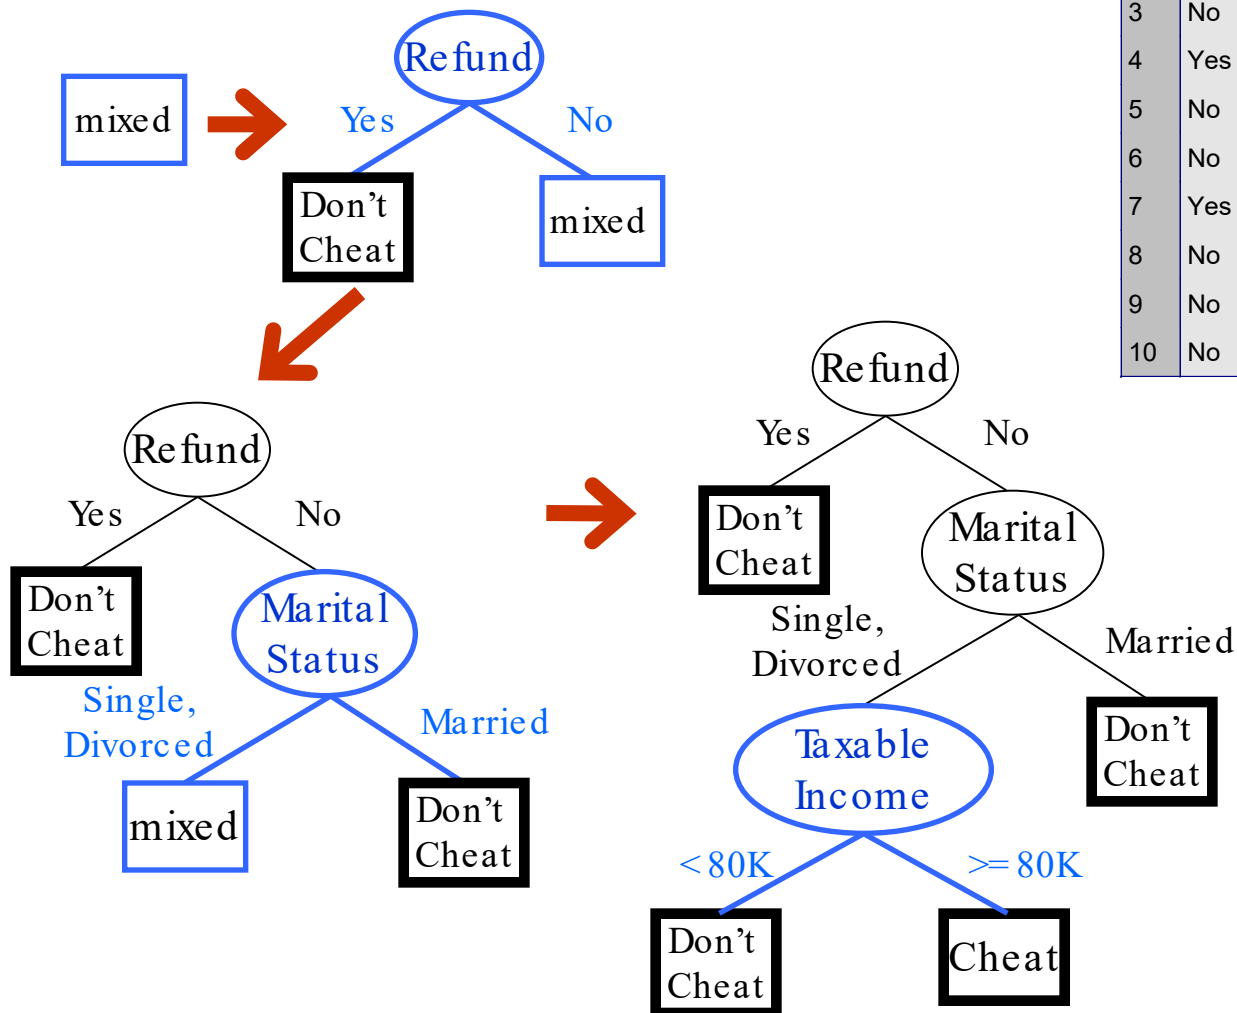 mixed
Refund
Yes
No
Don't
Cheat
mixed
3 No
4 Yes
5 No
6 No
7 Yes
8 No
9 No
10 No
Refund
Yes
No
Don't
Cheat
Marital
Status
Single,
Divorced
Married
mixed
Don't
Cheat
Refund
Yes
No
Don't
Cheat
Marital
Status
Single,
Divorced
Married
Taxable
Income
Don't
Cheat
< 80K
>= 80K
Don't
Cheat
Cheat